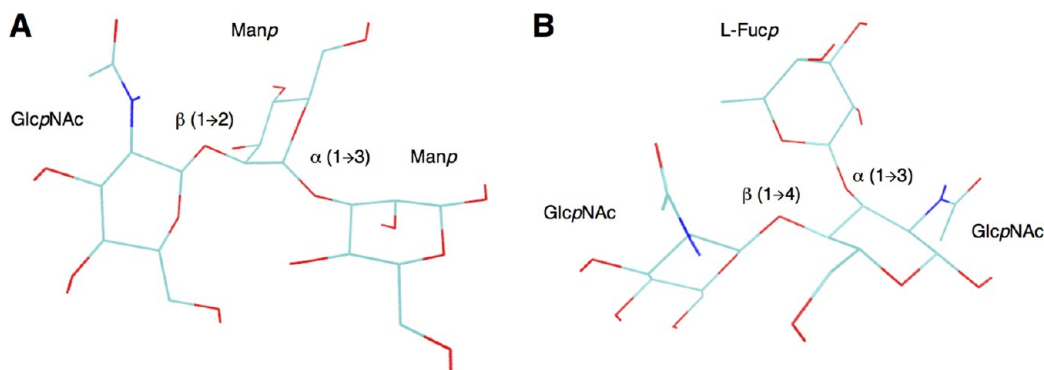 A
Manp
GlcpNAc
β (1→2)
α (1→3)
Manp
B
L-Fucp
GlcpNAc
β (1→4)
α (1→3)
GlcpNAc